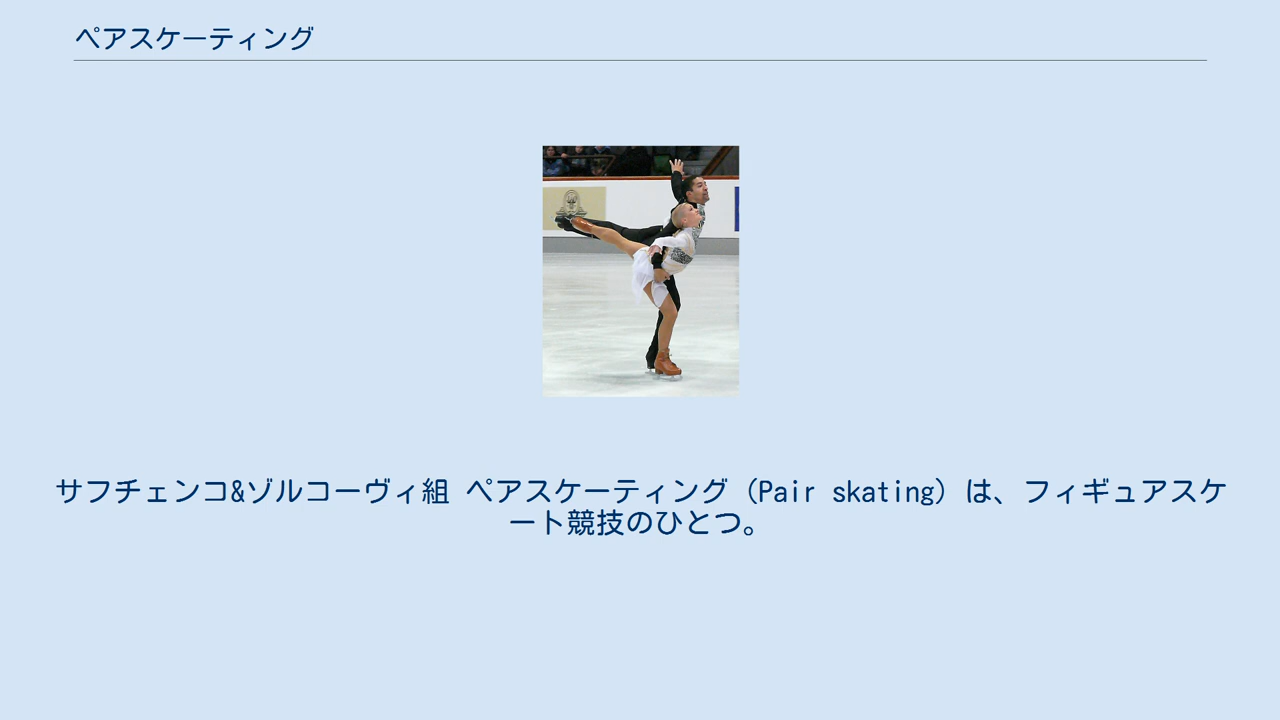 ペアスケーティング
サフチェンコ&ゾルコーヴィ組 ペアスケーティング（Pair skating）は、フィギュアスケ
ート競技のひとつ。